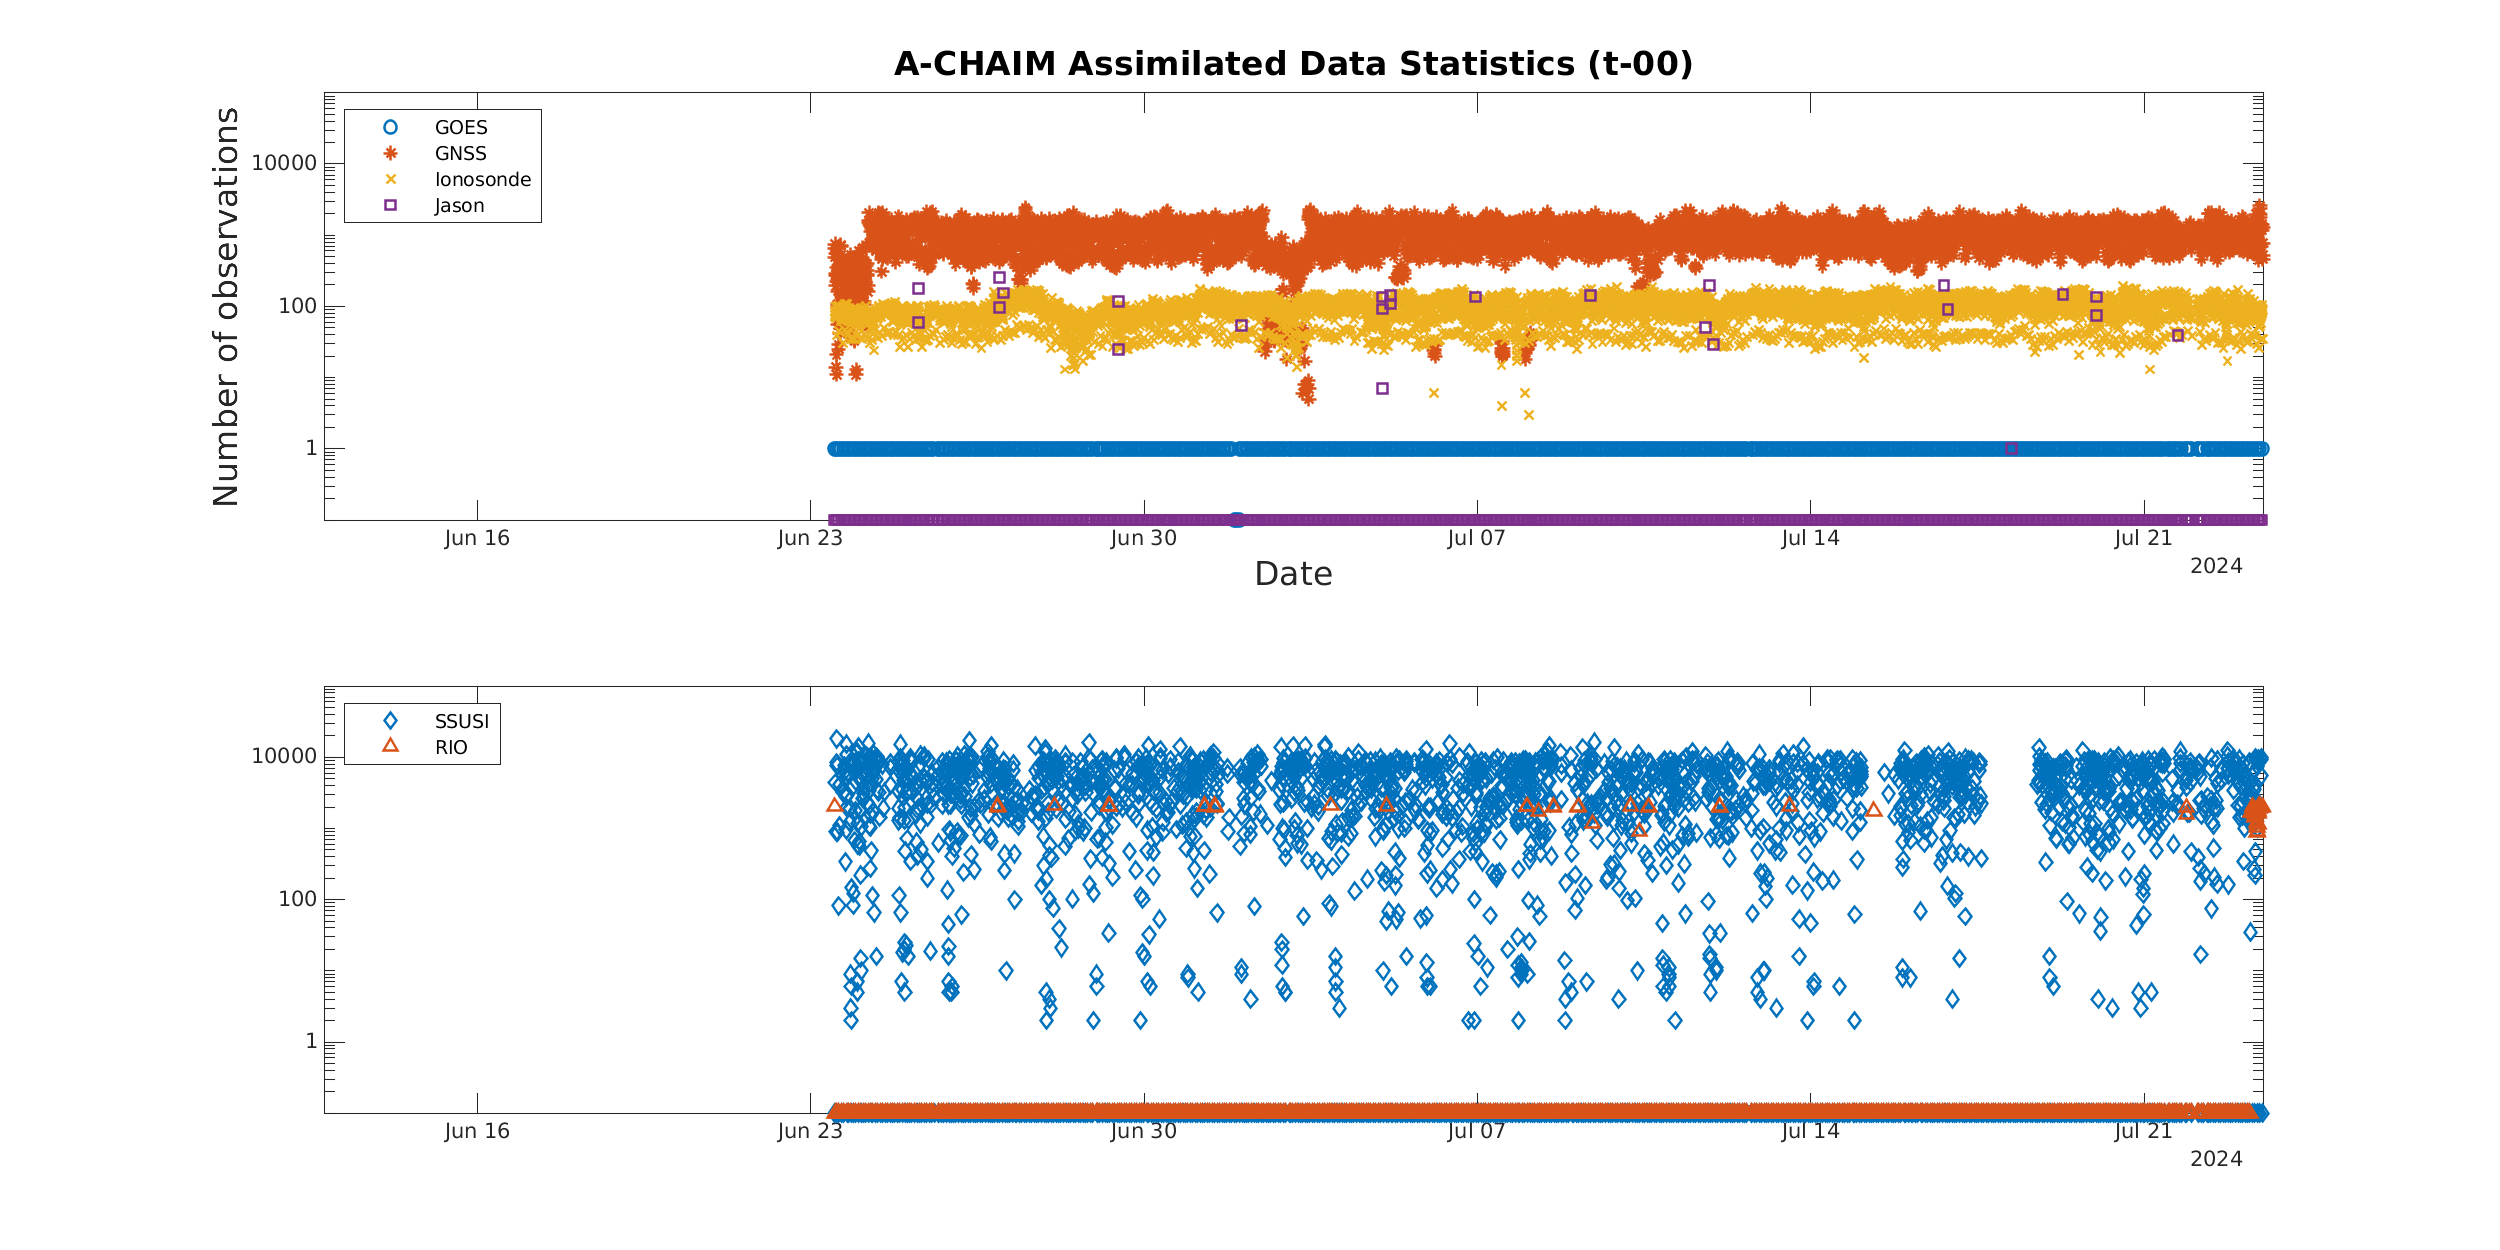 A-CHAIM Assimilated Data Statistics (t-00)
Number of observations
10000
100
1
GOES
GNSS
Ionosonde
Jason
Jun 16
Jun 23
Jun 30
Jul 07
Jul 14
Jul 21
2024
Date
10000
100
1
SSUSI
RIO
Jun 16
Jun 23
Jun 30
Jul 07
Jul 14
Jul 21
2024